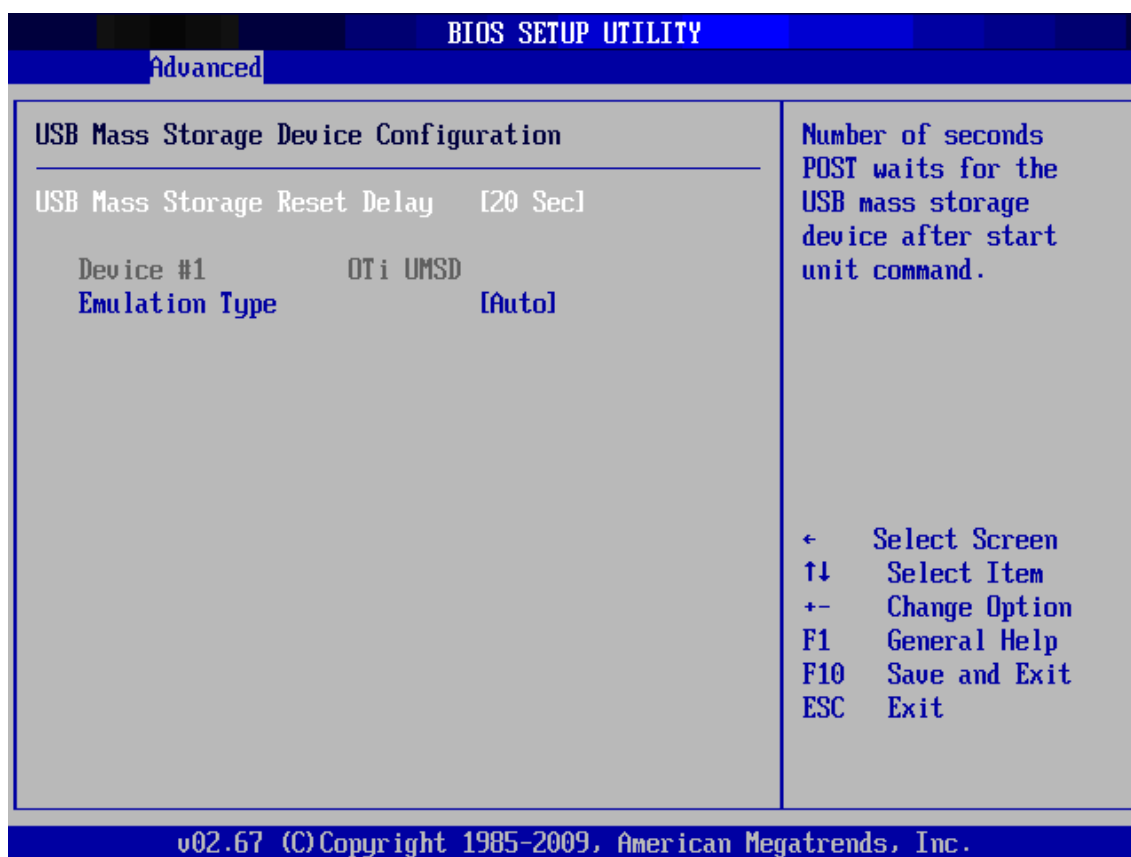 BIOS SETUP UTILITY
Advanced
USB Mass Storage Device Configuration
USB Mass Storage Reset Delay [20 Sec]
Device #1 OTi UMSD
Emulation Type [Auto]
Number of seconds
POST waits for the
USB mass storage
device after start
unit command.
← Select Screen
↑↓ Select Item
+- Change Option
F1 General Help
F10 Save and Exit
ESC Exit
v02.67 (C)Copyright 1985-2009, American Megatrends, Inc.